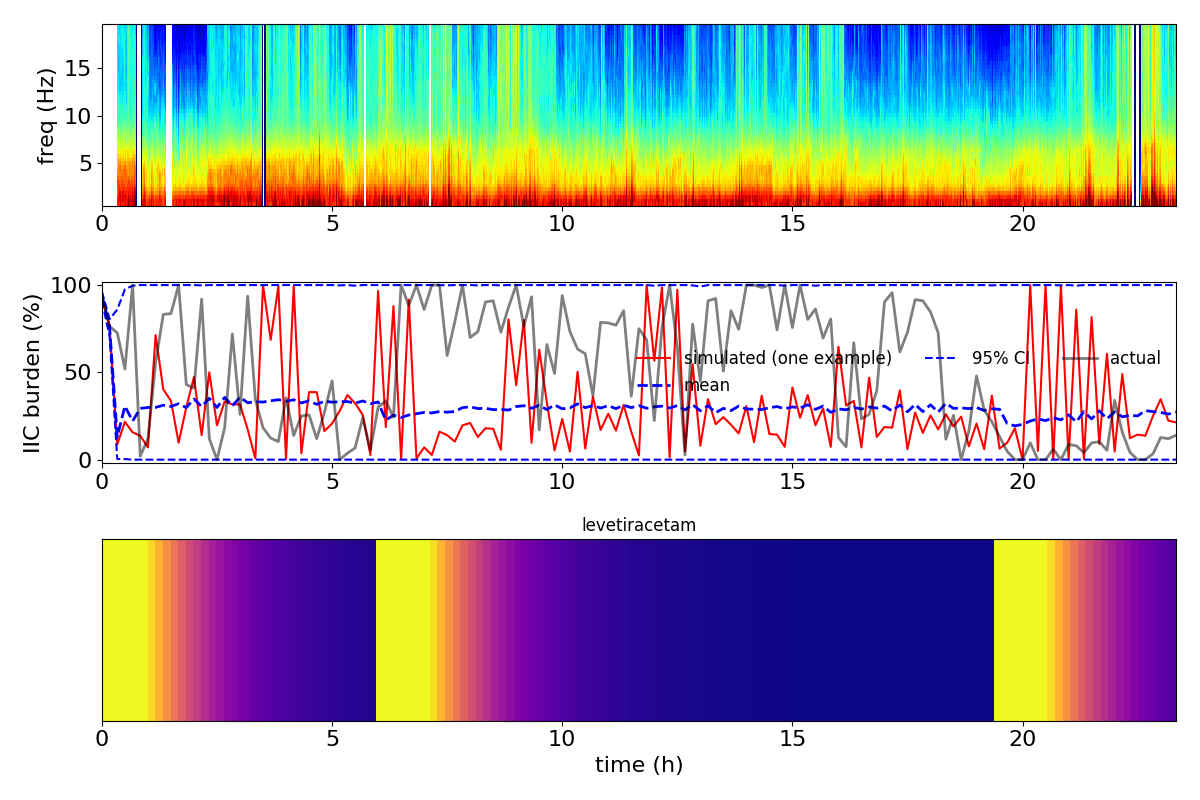 freq (Hz)
15
10
5
0 5 10 15 20
IIC burden (%)
100
50
0
simulated (one example) 95% CI actual
mean
0 5 10 15 20
levetiracetam
0 5 10 15 20
time (h)